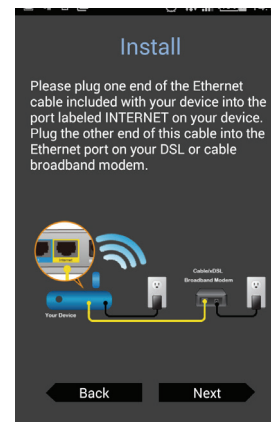 Install
Please plug one end of the Ethernet
cable included with your device into the
port labeled INTERNET on your device.
Plug the other end of this cable into the
Ethernet port on your DSL or cable
broadband modem.
Internet
Cable/xDSL
Broadband Modem
Your Device
Back
Next